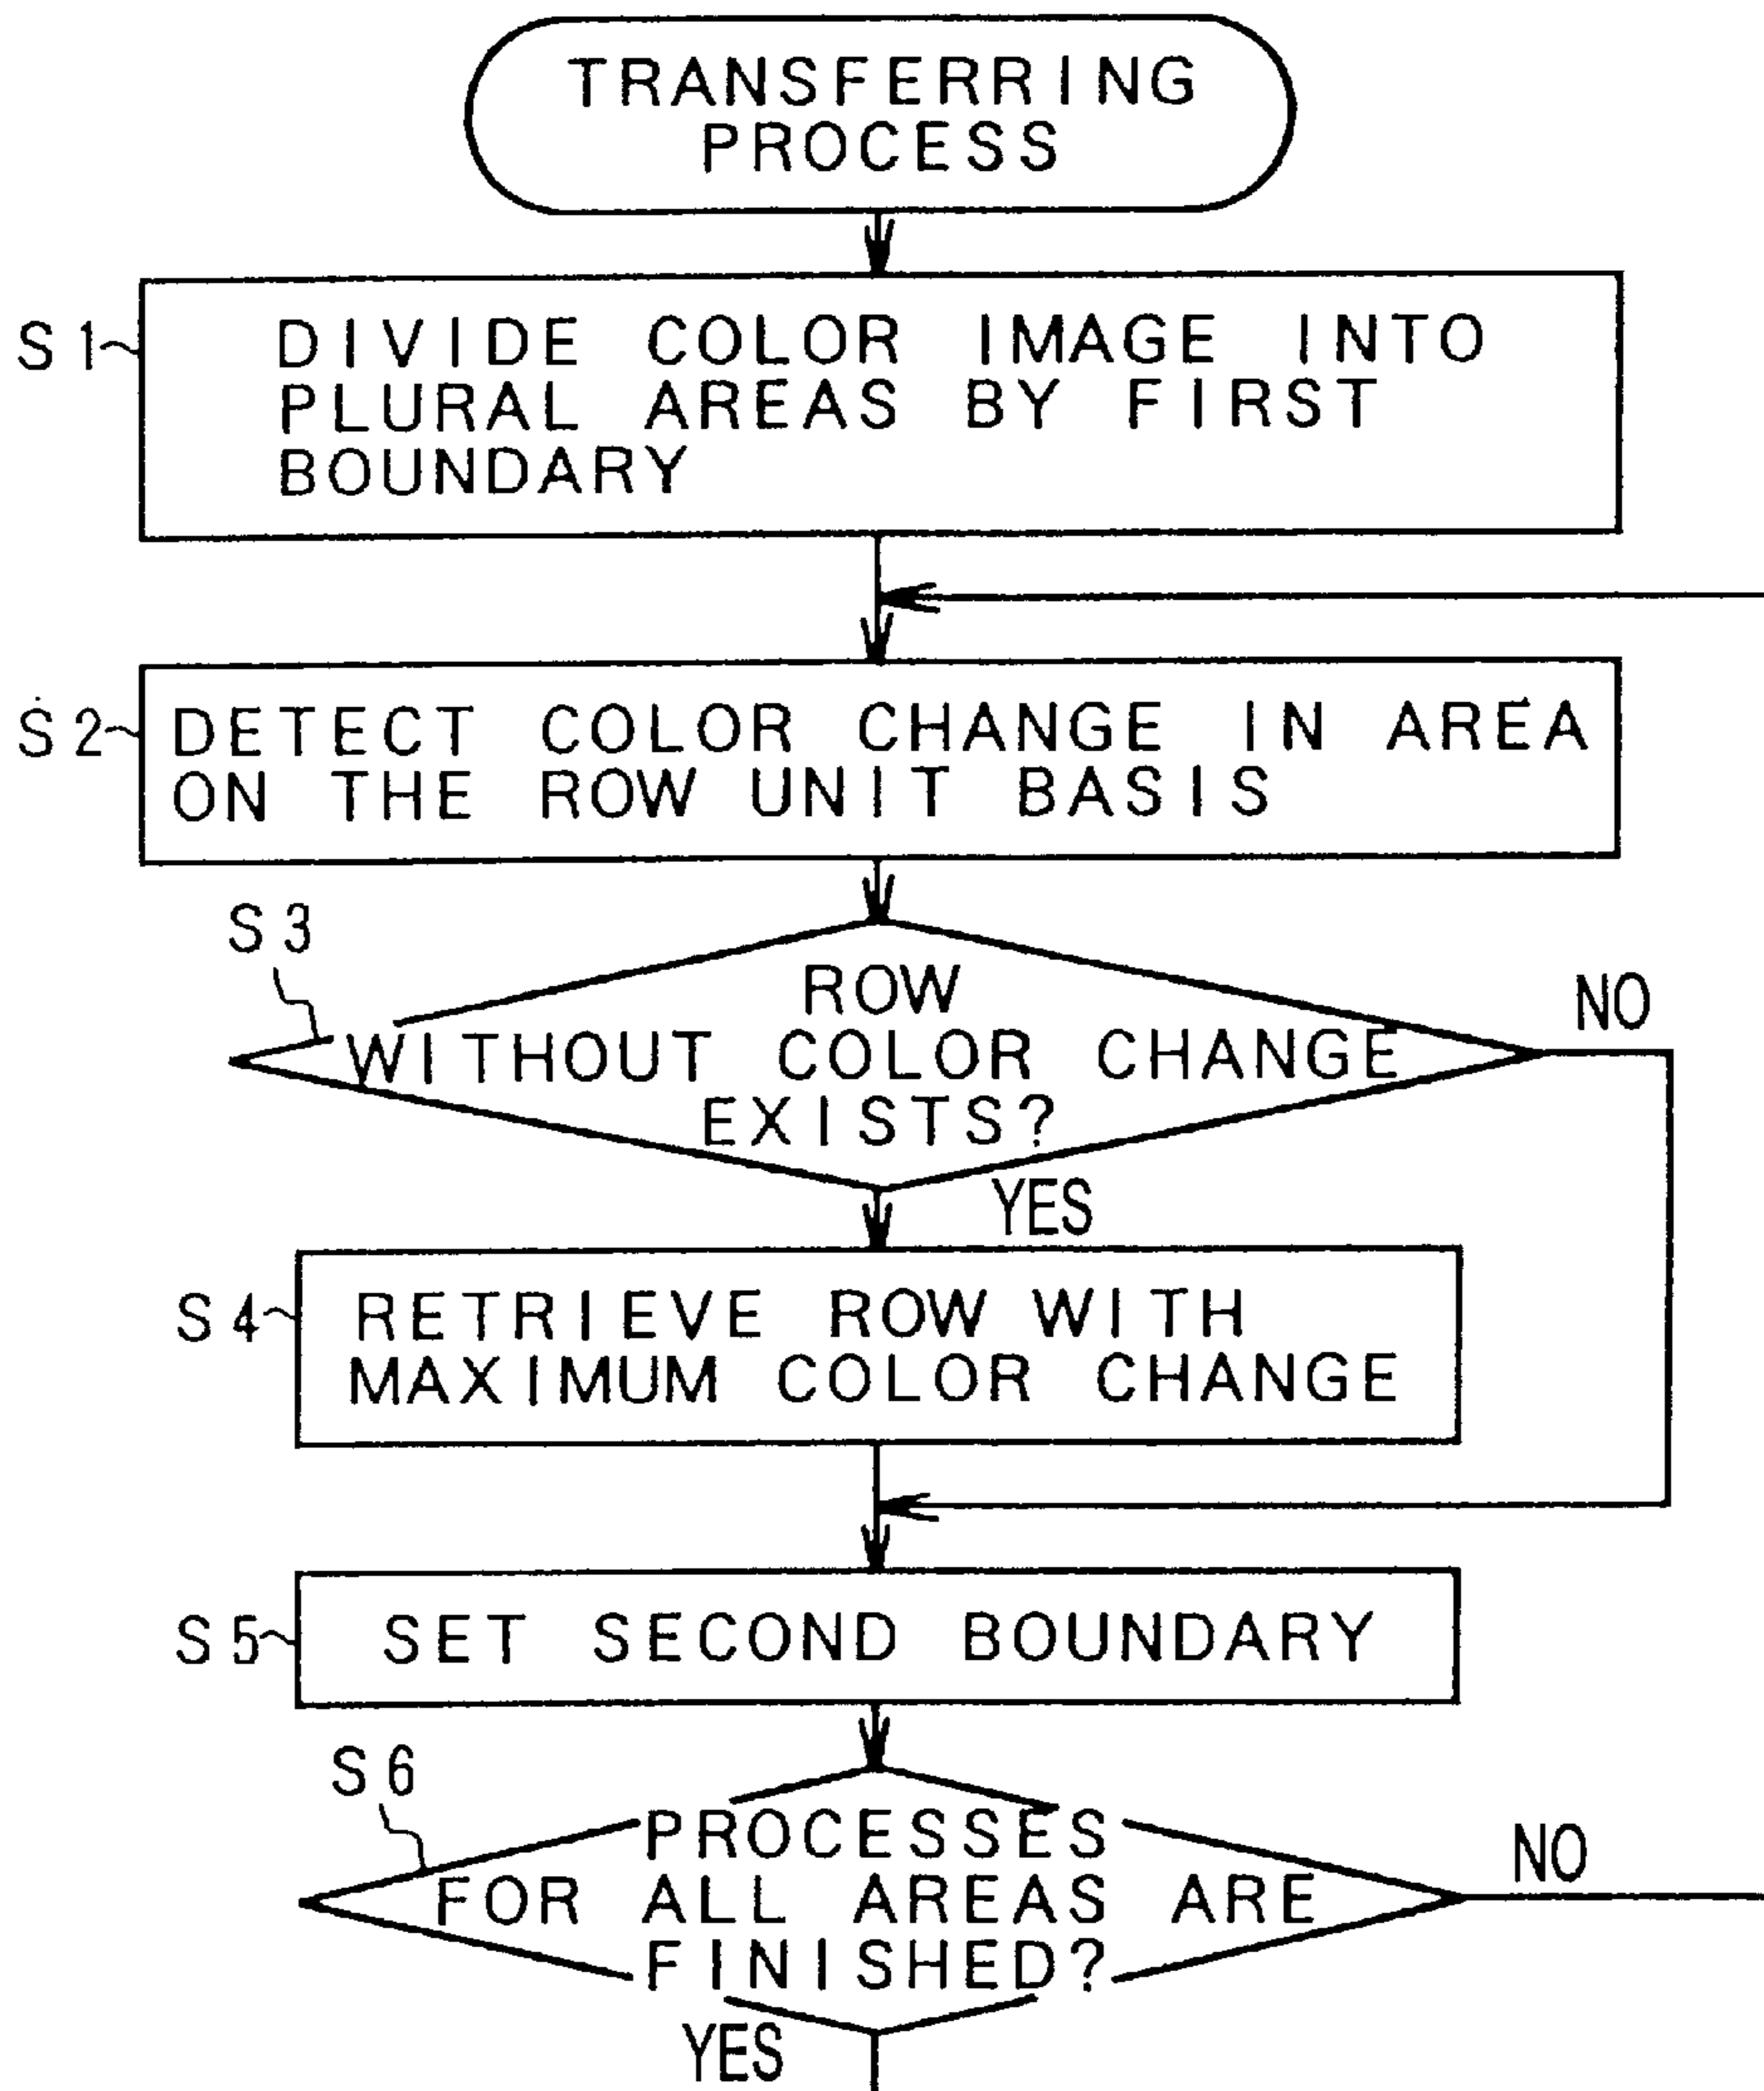 TRANSFERRING
PROCESS
S1
DIVIDE COLOR IMAGE INTO
PLURAL AREAS BY FIRST
BOUNDARY
S2
DETECT COLOR CHANGE IN AREA
ON THE ROW UNIT BASIS
S3
ROW
WITHOUT COLOR CHANGE
EXISTS?
NO
YES
S4
RETRIEVE ROW WITH
MAXIMUM COLOR CHANGE
S5
SET SECOND BOUNDARY
S6
PROCESSES
FOR ALL AREAS ARE
FINISHED?
NO
YES